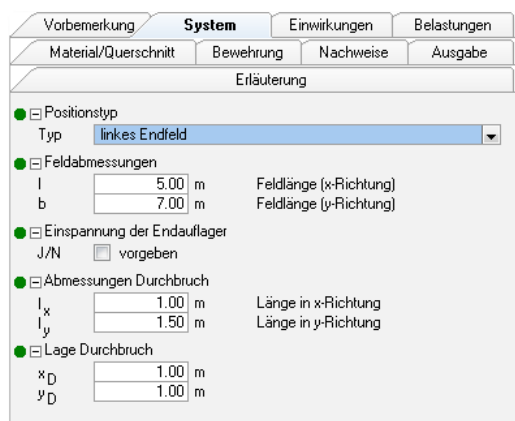 Vorbemerkung System Einwirkungen Belastungen
Material/Querschnitt Bewehrung Nachweise Ausgabe
Erläuterung
Positionstyp
Typ linkes Endfeld
Feldabmessungen
l 5.00 m Feldlänge (x-Richtung)
b 7.00 m Feldlänge (y-Richtung)
Einspannung der Endauflager
J/N vorgeben
Abmessungen Durchbruch
lx 1.00 m Länge in x-Richtung
ly 1.50 m Länge in y-Richtung
Lage Durchbruch
xD 1.00 m
yD 1.00 m